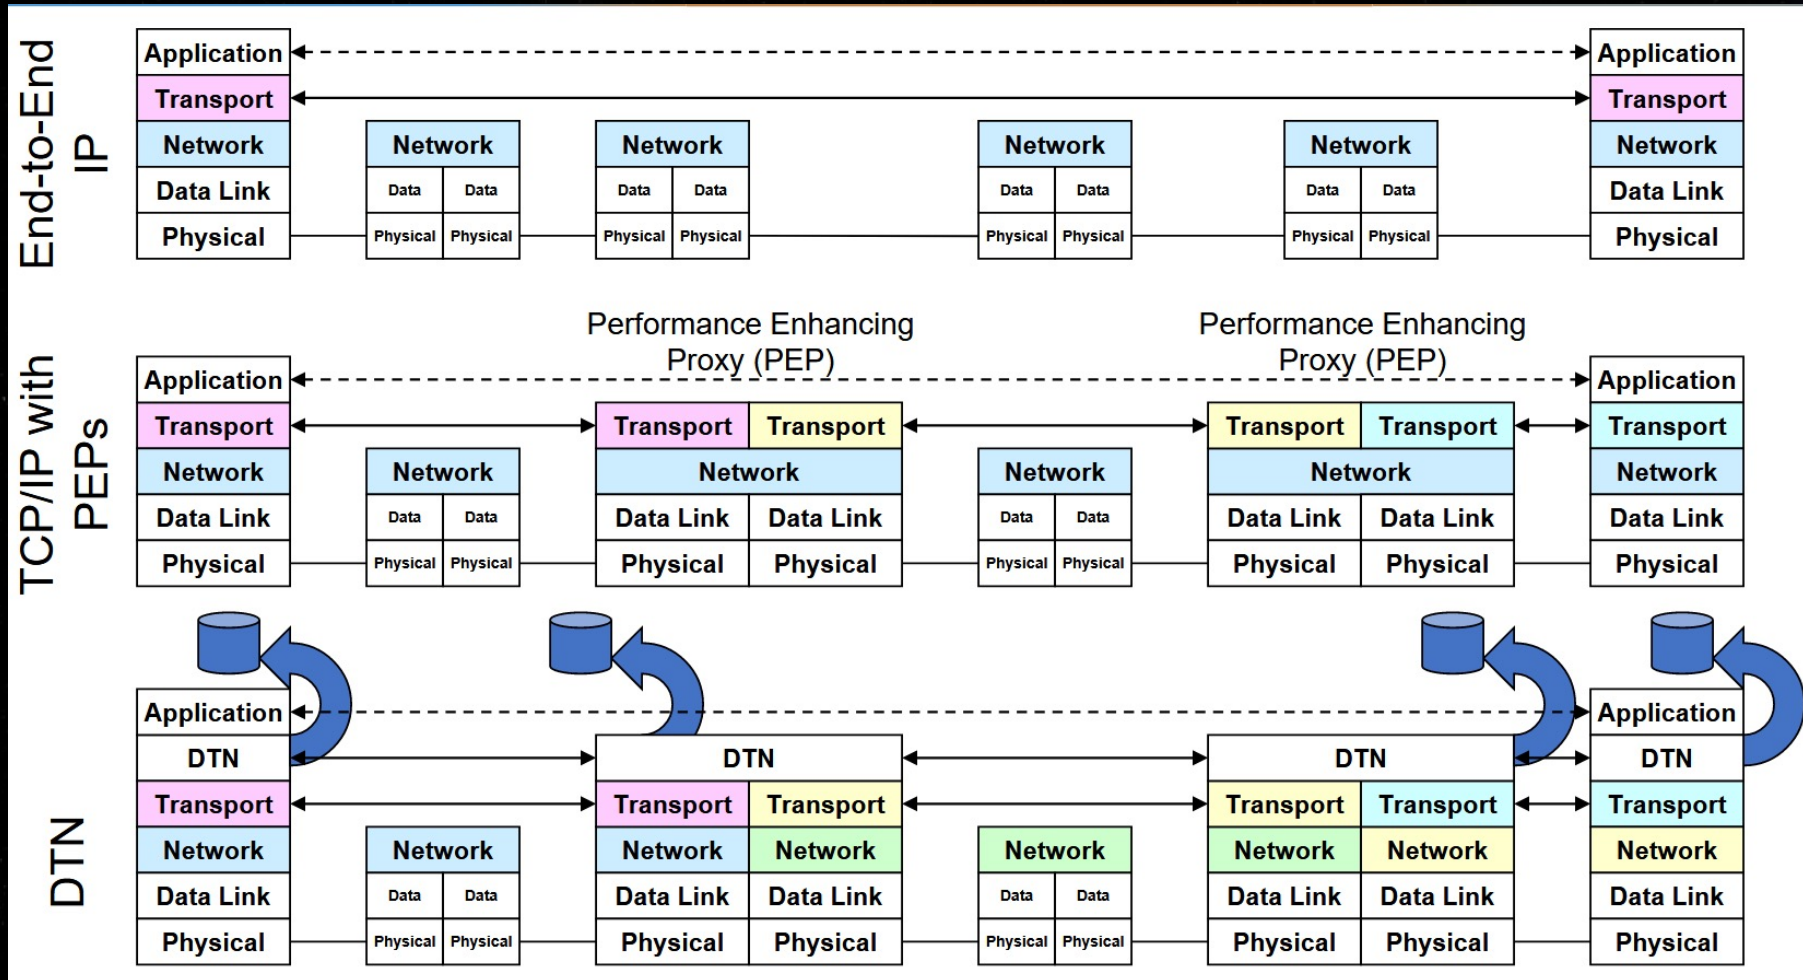 End-to-End
IP
Application
Application
Transport
Transport
Network
Network
Network
Network
Network
Network
Data Link
Data
Data
Data
Data
Data
Data
Data
Data
Data Link
Physical
Physical
Physical
Physical
Physical
Physical
Physical
Physical
Physical
Physical
TCP/IP with
PEPs
Performance Enhancing
Proxy (PEP)
Performance Enhancing
Proxy (PEP)
Application
Application
Transport
Transport
Transport
Transport
Transport
Transport
Network
Network
Network
Network
Network
Network
Data Link
Data
Data
Data Link
Data Link
Data
Data
Data Link
Data Link
Data Link
Physical
Physical
Physical
Physical
Physical
Physical
Physical
Physical
Physical
Physical
DTN
Application
Application
DTN
DTN
DTN
DTN
Transport
Transport
Transport
Transport
Transport
Transport
Network
Network
Network
Network
Network
Network
Network
Network
Data Link
Data
Data
Data Link
Data Link
Data
Data
Data Link
Data Link
Data Link
Physical
Physical
Physical
Physical
Physical
Physical
Physical
Physical
Physical
Physical